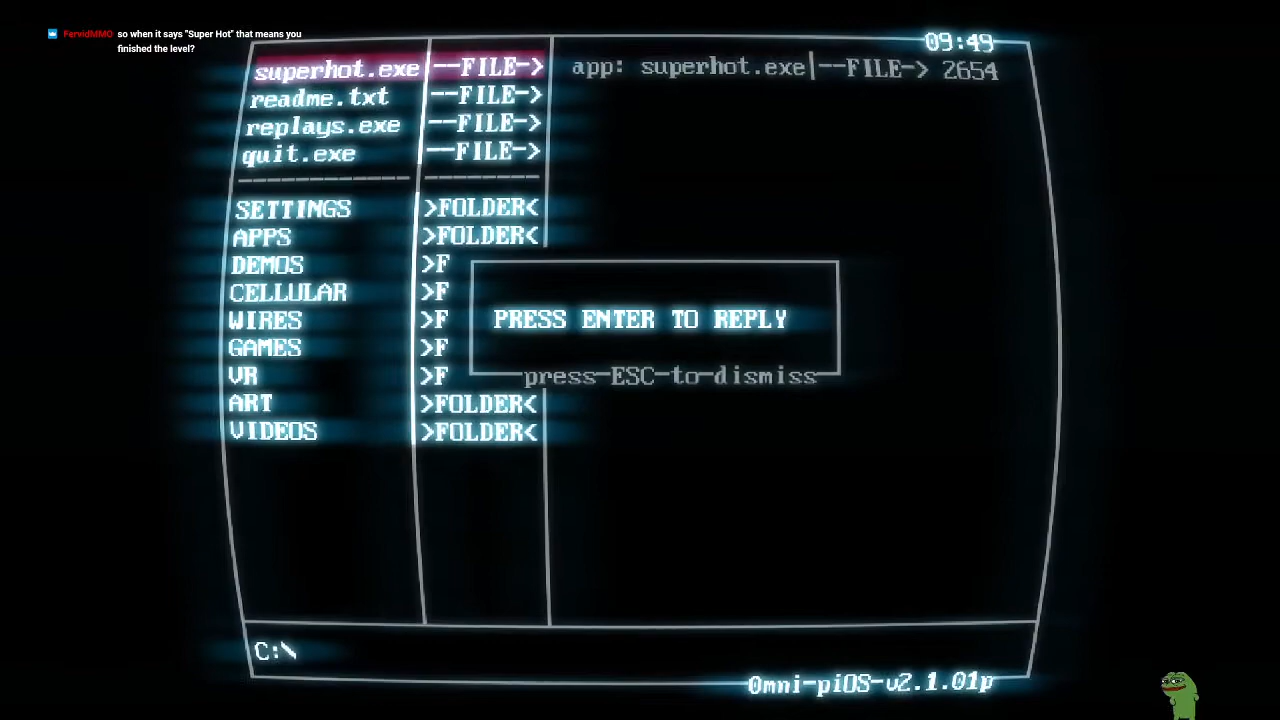 FervidMMO so when it says "Super Hot" that means you
finished the level?
09:49
superhot.exe --FILE-> app: superhot.exe|--FILE-> 2654
readme.txt --FILE->
replays.exe --FILE->
quit.exe --FILE->
SETTINGS >FOLDER<
APPS >FOLDER<
DEMOS >F
CELLULAR >F
WIRES >F
GAMES >F
VR >F
ART >FOLDER<
VIDEOS >FOLDER<
PRESS ENTER TO REPLY
press-ESC-to-dismiss
C:\
0mni-piOS-v2.1.01p